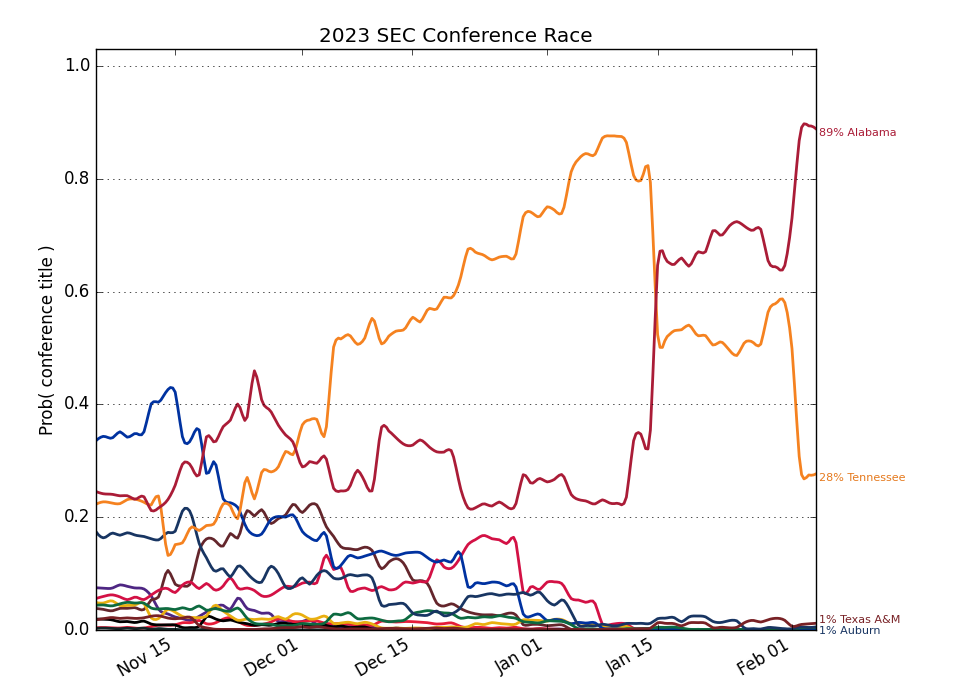 2023 SEC Conference Race
Prob( conference title )
1.0
0.8
0.6
0.4
0.2
0.0
89% Alabama
28% Tennessee
1% Texas A&M
1% Auburn
Nov 15
Dec 01
Dec 15
Jan 01
Jan 15
Feb 01